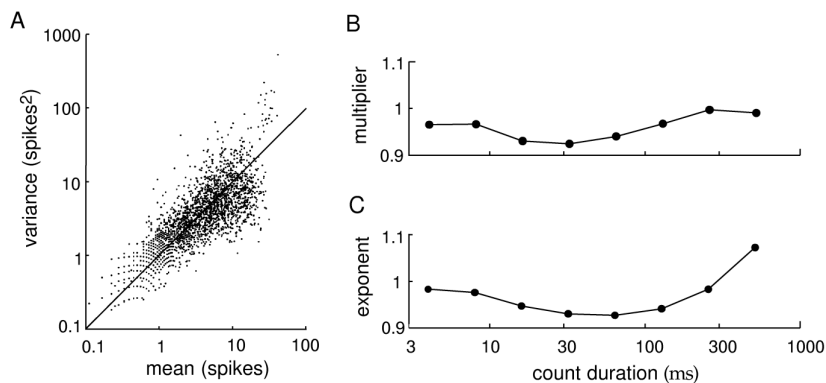 A
1000
100
10
1
0.1
variance (spikes2)
0.1 1 10 100
mean (spikes)
B
1.1
1
0.9
multiplier
C
1.1
1
0.9
exponent
3 10 30 100 300 1000
count duration (ms)